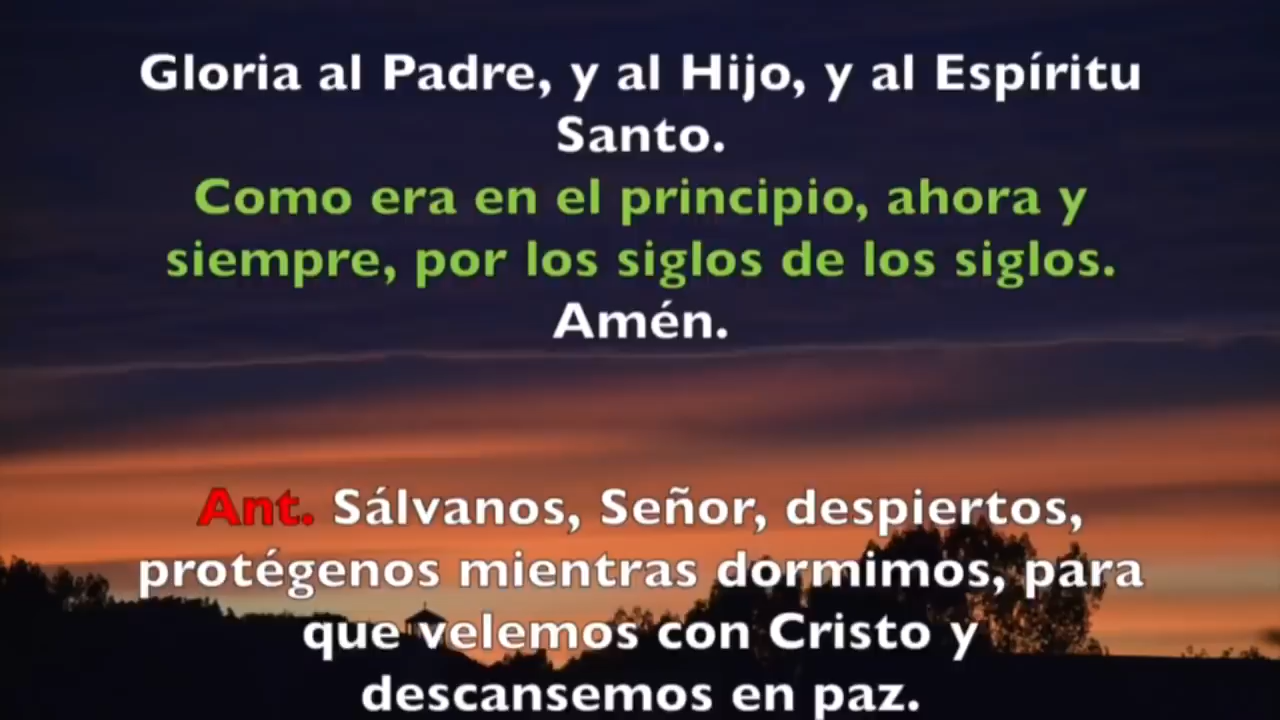 Gloria al Padre, y al Hijo, y al Espíritu
Santo.
Como era en el principio, ahora y
siempre, por los siglos de los siglos.
Amén.
Ant. Sálvanos, Señor, despiertos,
protégenos mientras dormimos, para
que velemos con Cristo y
descansemos en paz.